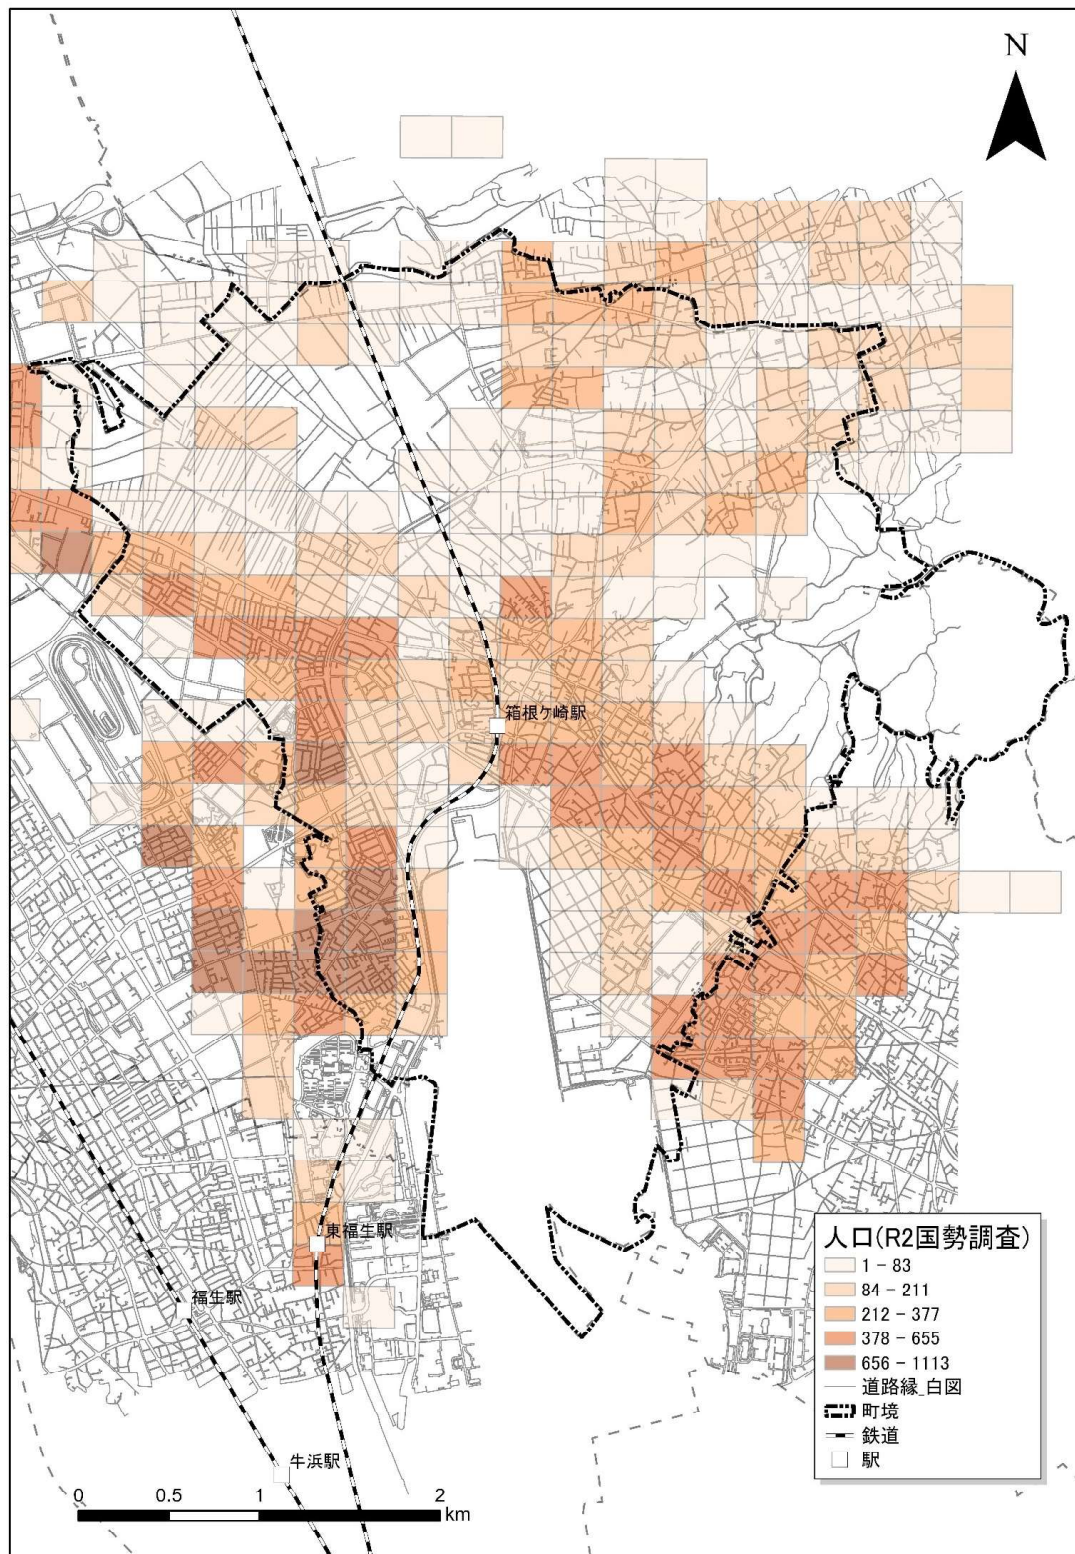 N
箱根ケ崎駅
東福生駅
福生駅
牛浜駅
人口(R2国勢調査)
1 - 83
84 - 211
212 - 377
378 - 655
656 - 1113
道路縁_白図
町境
鉄道
駅
0 0.5 1 2
km